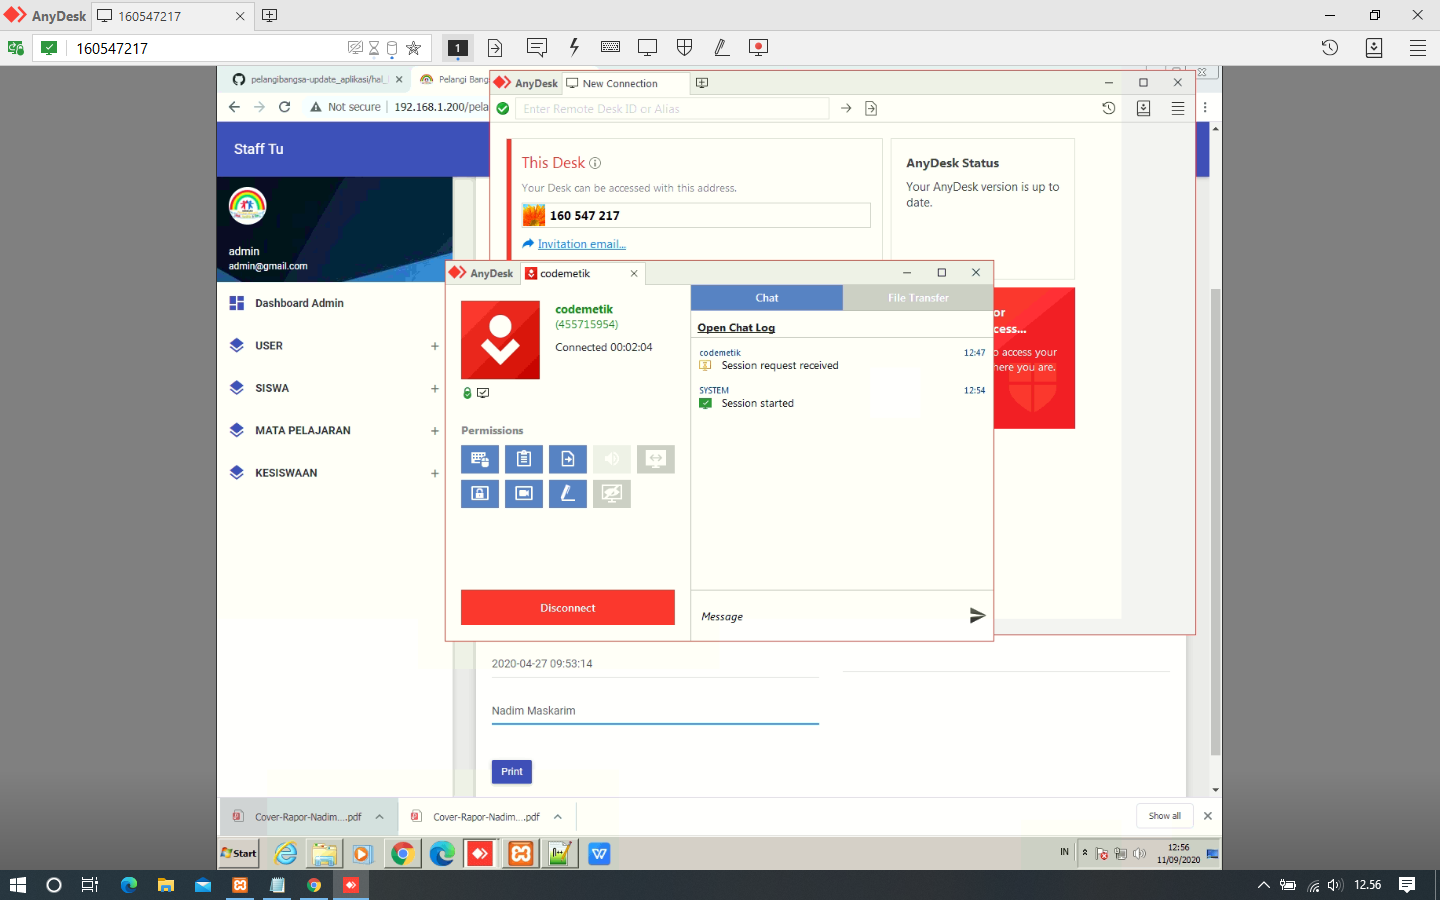 AnyDesk
160547217
160547217
1
pelangibangsa-update_aplikasi/hal_
Pelangi Bang
Not secure
192.168.1.200/pela
AnyDesk
New Connection
Enter Remote Desk ID or Alias
Staff Tu
admin
admin@gmail.com
Dashboard Admin
USER
SISWA
MATA PELAJARAN
KESISWAAN
This Desk
Your Desk can be accessed with this address.
160 547 217
Invitation email...
AnyDesk Status
Your AnyDesk version is up to
date.
or
cess...
o access your
here you are.
AnyDesk
codemetik
codemetik
(455715954)
Connected 00:02:04
Permissions
Disconnect
Chat
File Transfer
Open Chat Log
codemetik
12:47
Session request received
SYSTEM
12:54
Session started
Message
2020-04-27 09:53:14
Nadim Maskarim
Print
Cover-Rapor-Nadim....pdf
Cover-Rapor-Nadim....pdf
Show all
Start
IN
12:56
11/09/2020
12.56